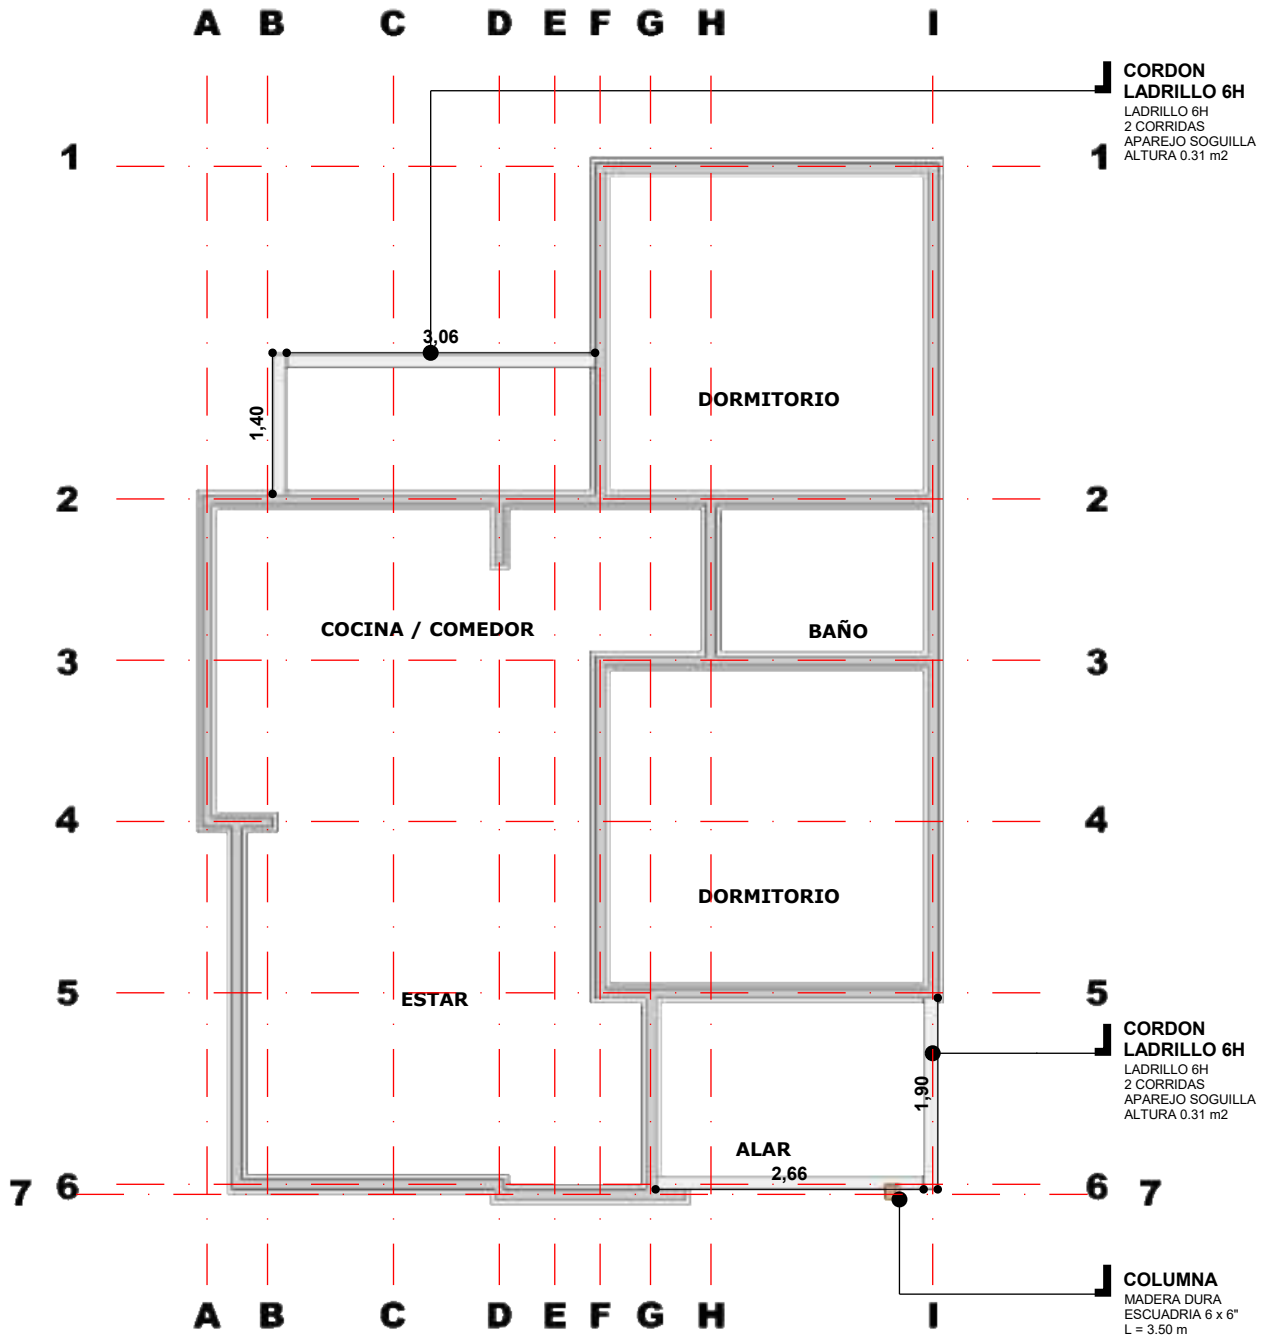 A B C D E F G H I
CORDON
LADRILLO 6H
LADRILLO 6H
2 CORRIDAS
APAREJO SOGUILLA
ALTURA 0.31 m2
1 1
3,06
DORMITORIO
1,40
2 2
COCINA / COMEDOR
BAÑO
3 3
4 4
DORMITORIO
5 5
ESTAR
CORDON
LADRILLO 6H
LADRILLO 6H
2 CORRIDAS
APAREJO SOGUILLA
ALTURA 0.31 m2
1,90
ALAR
2,66
7 6 6 7
COLUMNA
MADERA DURA
ESCUADRIA 6 x 6"
L = 3.50 m
A B C D E F G H I